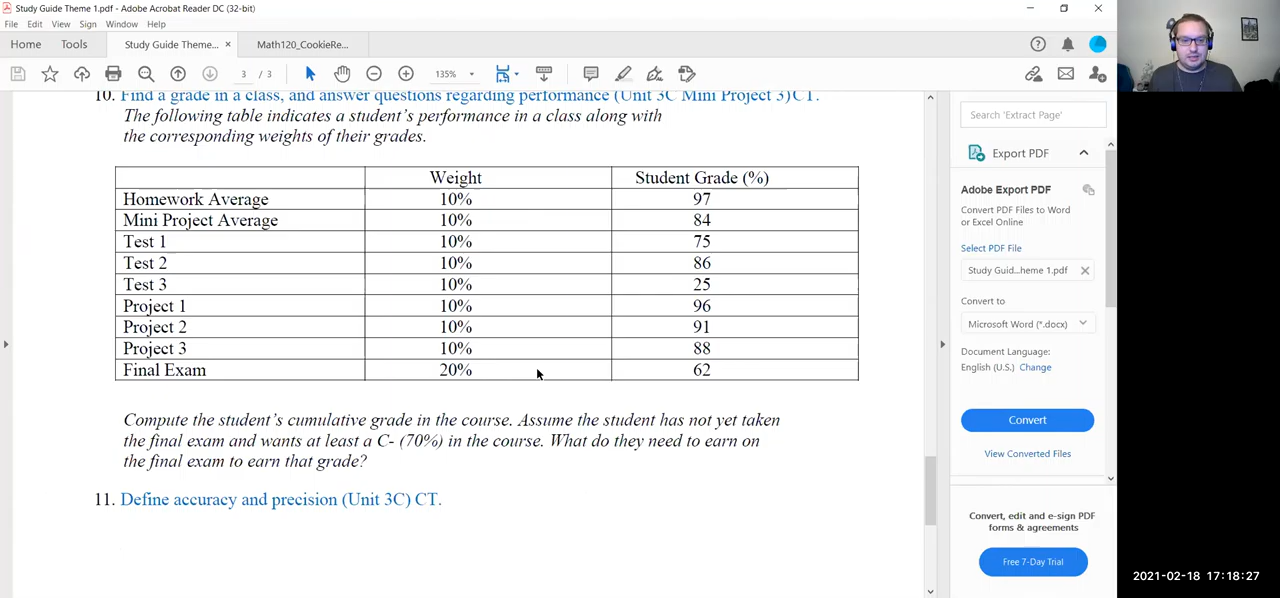 Study Guide Theme 1.pdf - Adobe Acrobat Reader DC (32-bit)
File Edit View Sign Window Help
Home Tools Study Guide Theme... × Math120_CookieRe...
3 / 3 135%
10. Find a grade in a class, and answer questions regarding performance (Unit 3C Mini Project 3)CT.
The following table indicates a student's performance in a class along with
the corresponding weights of their grades.
Weight Student Grade (%)
Homework Average 10% 97
Mini Project Average 10% 84
Test 1 10% 75
Test 2 10% 86
Test 3 10% 25
Project 1 10% 96
Project 2 10% 91
Project 3 10% 88
Final Exam 20% 62
Compute the student's cumulative grade in the course. Assume the student has not yet taken
the final exam and wants at least a C- (70%) in the course. What do they need to earn on
the final exam to earn that grade?
11. Define accuracy and precision (Unit 3C) CT.
Search 'Extract Page'
Export PDF
Adobe Export PDF
Convert PDF Files to Word
or Excel Online
Select PDF File
Study Guid...heme 1.pdf
Convert to
Microsoft Word (*.docx)
Document Language:
English (U.S.) Change
Convert
View Converted Files
Convert, edit and e-sign PDF
forms & agreements
Free 7-Day Trial
2021-02-18 17:18:27